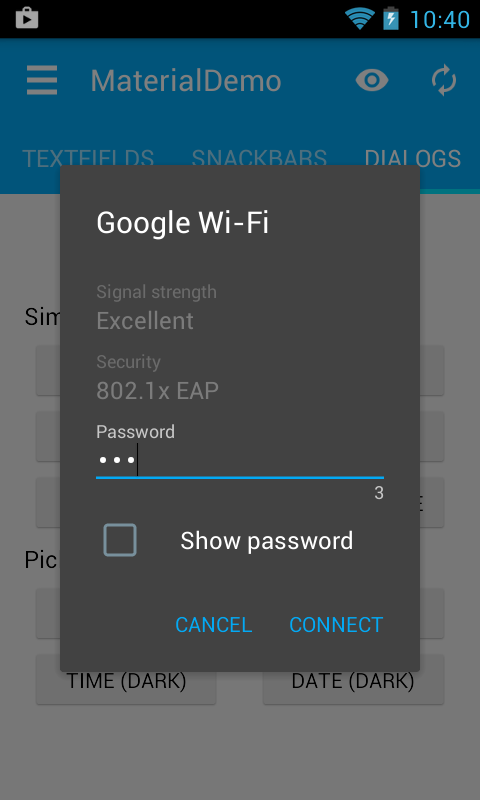 10:40
MaterialDemo
TEXTFIELDS SNACKBARS DIALOGS
Google Wi-Fi
Signal strength
Sim
Excellent
Security
802.1x EAP
Password
•••
3
E
Show password
Pic
CANCEL CONNECT
TIME (DARK) DATE (DARK)